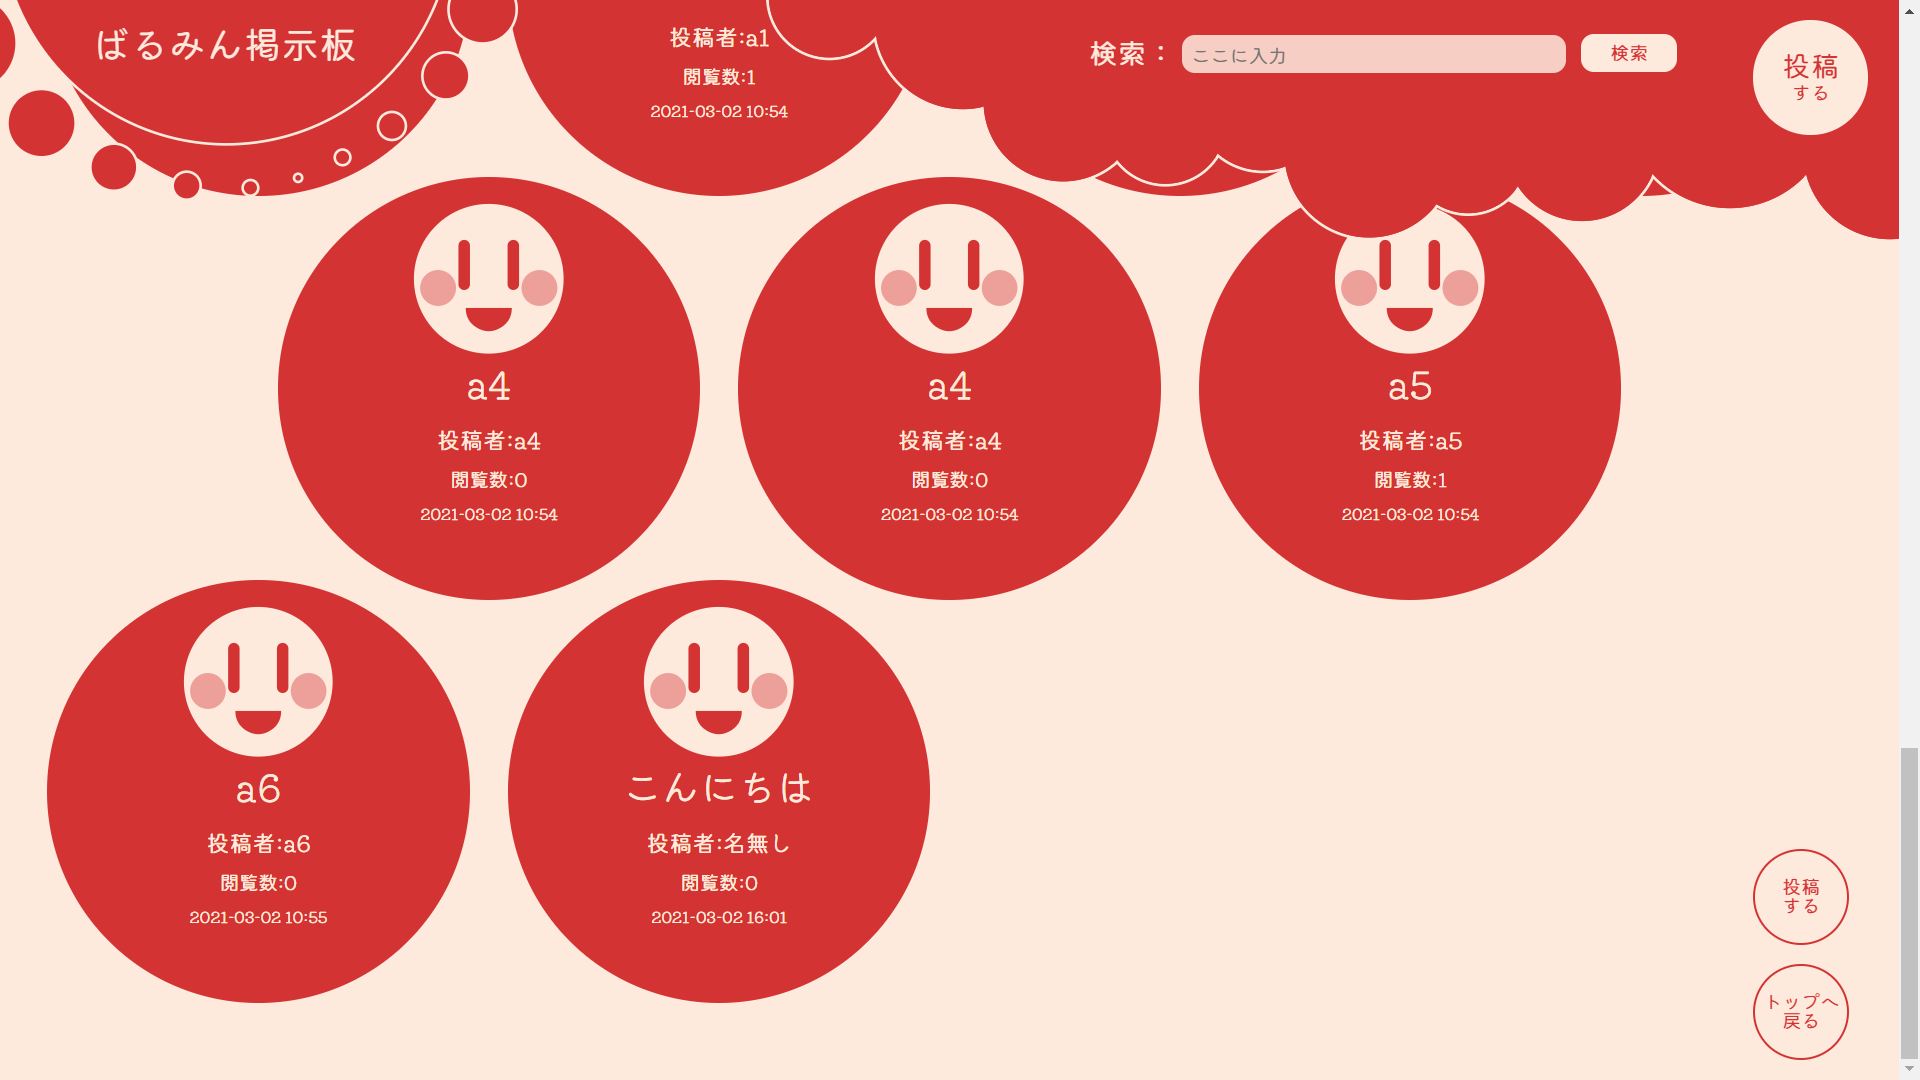 ばるみん掲示板
投稿者:a1
閲覧数:1
2021-03-02 10:54
検索：
ここに入力
検索
投稿
する
a4
投稿者:a4
閲覧数:0
2021-03-02 10:54
a4
投稿者:a4
閲覧数:0
2021-03-02 10:54
a5
投稿者:a5
閲覧数:1
2021-03-02 10:54
a6
投稿者:a6
閲覧数:0
2021-03-02 10:55
こんにちは
投稿者:名無し
閲覧数:0
2021-03-02 16:01
投稿
する
トップへ
戻る